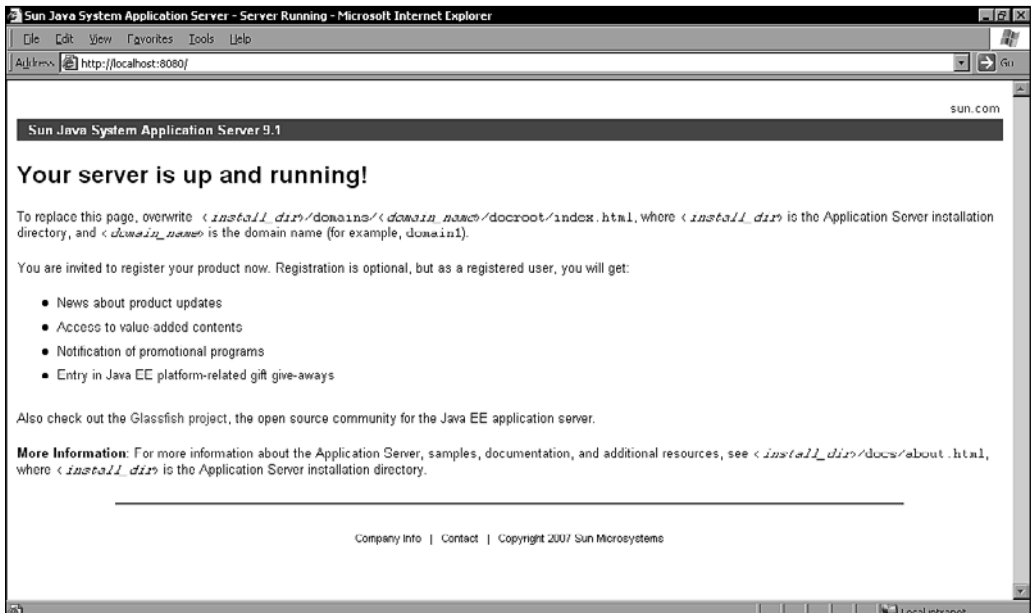 Sun Java System Application Server - Server Running - Microsoft Internet Explorer
File Edit View Favorites Tools Help
Address http://localhost:8080/ Go
sun.com
Sun Java System Application Server 9.1
Your server is up and running!
To replace this page, overwrite <install_dir>/domains/<domain_name>/docroot/index.html, where <install_dir> is the Application Server installation
directory, and <domain_name> is the domain name (for example, domain1).
You are invited to register your product now. Registration is optional, but as a registered user, you will get:
• News about product updates
• Access to value-added contents
• Notification of promotional programs
• Entry in Java EE platform-related gift give-aways
Also check out the Glassfish project, the open source community for the Java EE application server.
More Information: For more information about the Application Server, samples, documentation, and additional resources, see <install_dir>/docs/about.html,
where <install_dir> is the Application Server installation directory.
Company Info | Contact | Copyright 2007 Sun Microsystems
Local intranet